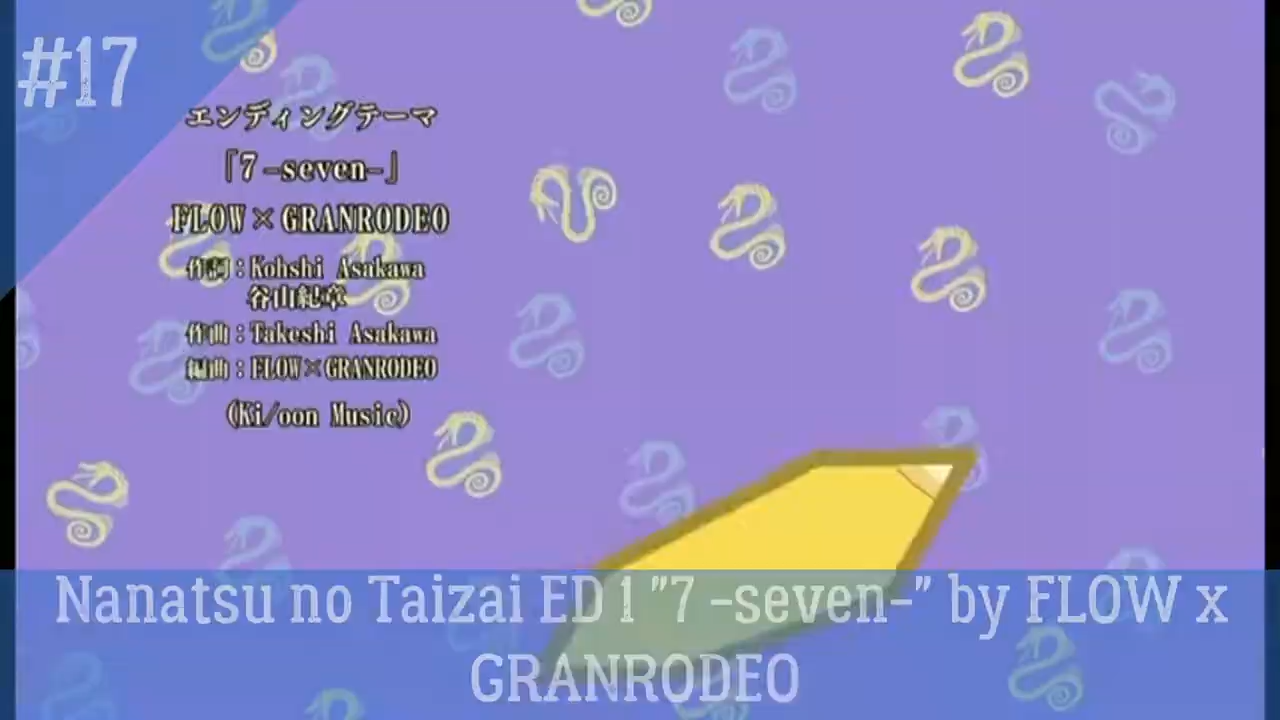 #17
エンディングテーマ
「7 -seven-」
FLOW×GRANRODEO
作詞：Kohshi Asakawa
谷山紀章
作曲：Takeshi Asakawa
編曲：FLOW×GRANRODEO
(Ki/oon Music)
Nanatsu no Taizai ED 1 "7 -seven-" by FLOW x
GRANRODEO